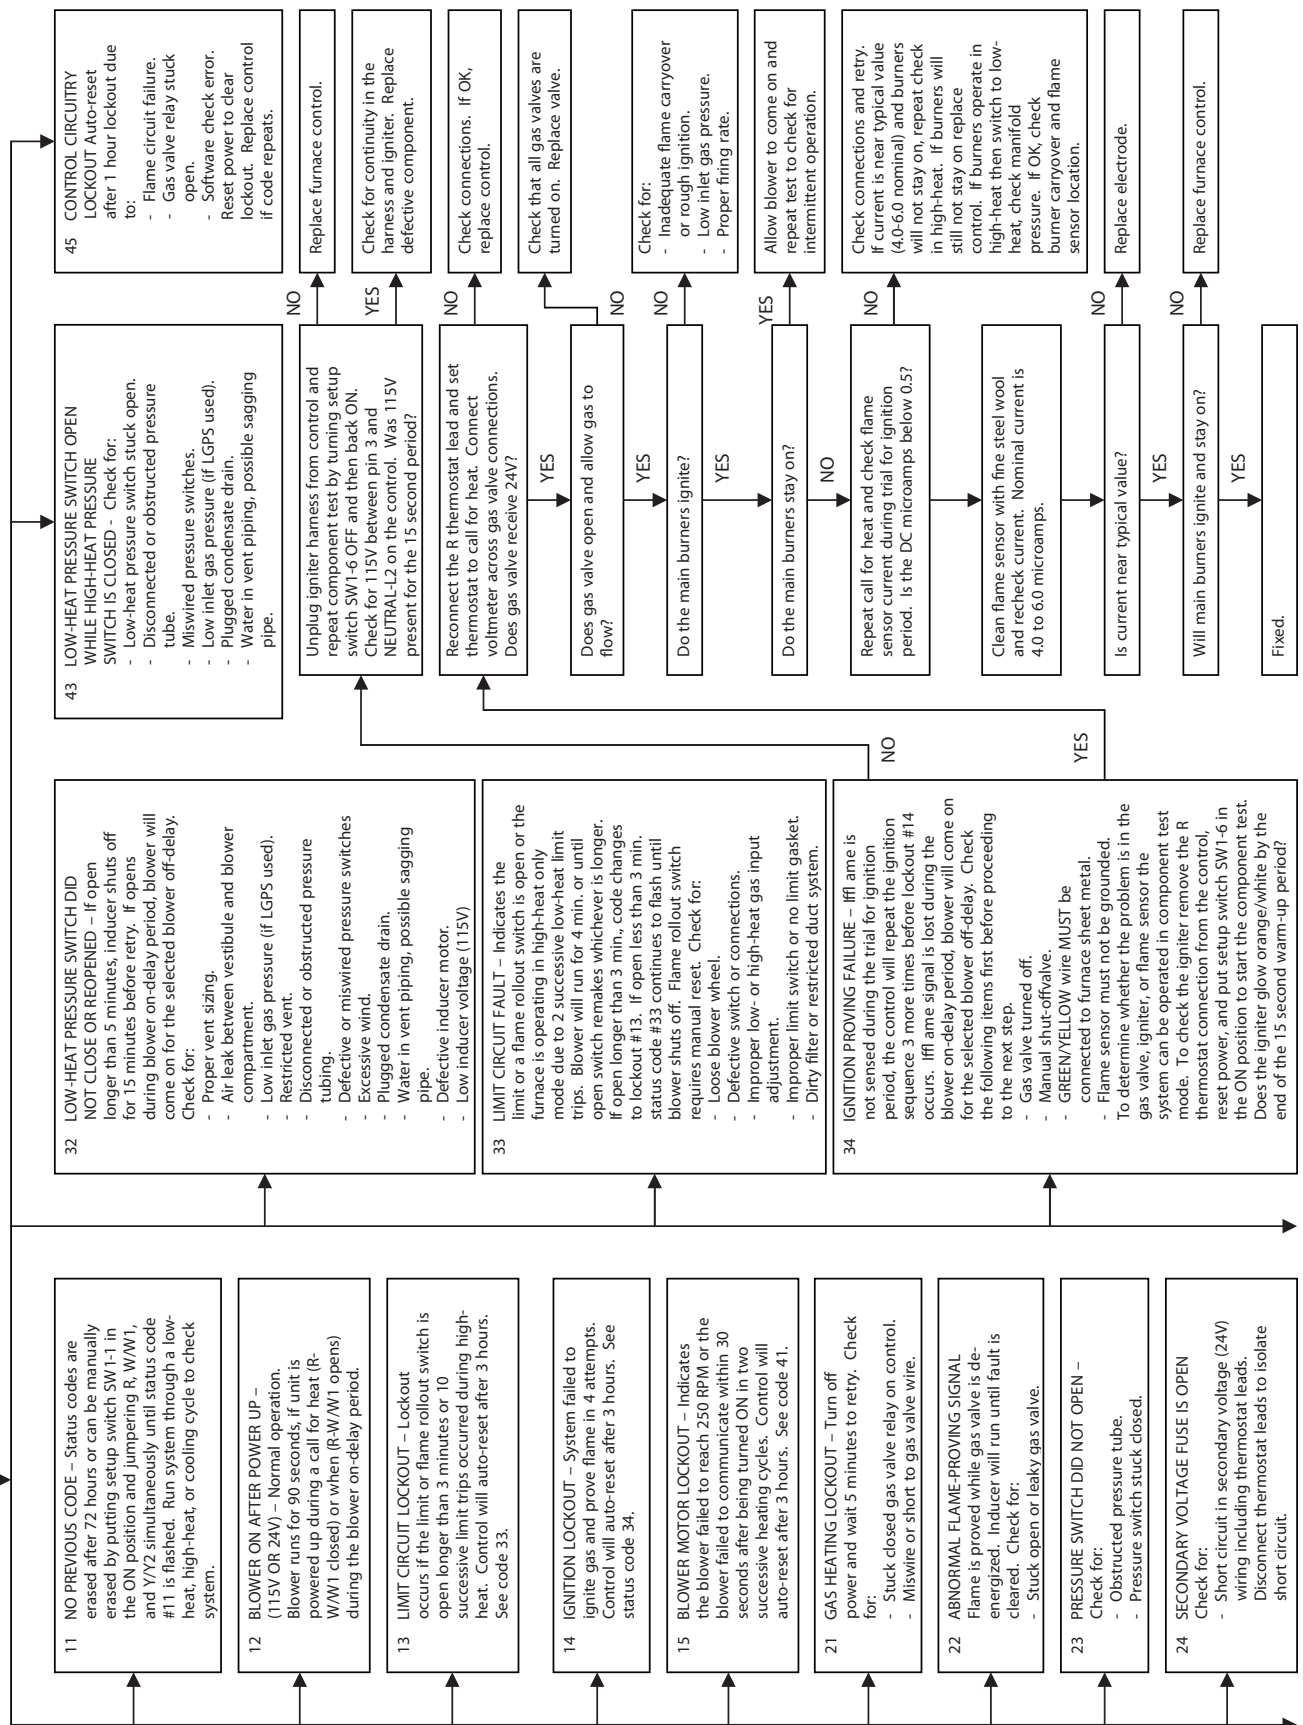 11 NO PREVIOUS CODE – Status codes are
erased after 72 hours or can be manually
erased by putting setup switch SW1-1 in
the ON position and jumpering R, W/W1,
and Y/Y2 simultaneously until status code
#11 is flashed. Run system through a low-
heat, high-heat, or cooling cycle to check
system.
12 BLOWER ON AFTER POWER UP –
(115V OR 24V) – Normal operation.
Blower runs for 90 seconds, if unit is
powered up during a call for heat (R-
W/W1 closed) or when (R-W/W1 opens)
during the blower on-delay period.
13 LIMIT CIRCUIT LOCKOUT – Lockout
occurs if the limit or flame rollout switch is
open longer than 3 minutes or 10
successive limit trips occurred during high-
heat. Control will auto-reset after 3 hours.
See code 33.
14 IGNITION LOCKOUT – System failed to
ignite gas and prove flame in 4 attempts.
Control will auto-reset after 3 hours. See
status code 34.
15 BLOWER MOTOR LOCKOUT – Indicates
the blower failed to reach 250 RPM or the
blower failed to communicate within 30
seconds after being turned ON in two
successive heating cycles. Control will
auto-reset after 3 hours. See code 41.
21 GAS HEATING LOCKOUT – Turn off
power and wait 5 minutes to retry. Check
for:
- Stuck closed gas valve relay on control.
- Miswire or short to gas valve wire.
22 ABNORMAL FLAME-PROVING SIGNAL
Flame is proved while gas valve is de-
energized. Inducer will run until fault is
cleared. Check for:
- Stuck open or leaky gas valve.
23 PRESSURE SWITCH DID NOT OPEN –
Check for:
- Obstructed pressure tube.
- Pressure switch stuck closed.
24 SECONDARY VOLTAGE FUSE IS OPEN
Check for:
- Short circuit in secondary voltage (24V)
wiring including thermostat leads.
Disconnect thermostat leads to isolate
short circuit.
32 LOW-HEAT PRESSURE SWITCH DID
NOT CLOSE OR REOPENED – If open
longer than 5 minutes, inducer shuts off
for 15 minutes before retry. If opens
during blower on-delay period, blower will
come on for the selected blower off-delay.
Check for:
- Proper vent sizing.
- Air leak between vestibule and blower
compartment.
- Low inlet gas pressure (if LGPS used).
- Restricted vent.
- Disconnected or obstructed pressure
tubing.
- Defective or miswired pressure switches
- Excessive wind.
- Plugged condensate drain.
- Water in vent piping, possible sagging
pipe.
- Defective inducer motor.
- Low inducer voltage (115V)
33 LIMIT CIRCUIT FAULT – Indicates the
limit or a flame rollout switch is open or the
furnace is operating in high-heat only
mode due to 2 successive low-heat limit
trips. Blower will run for 4 min. or until
open switch remakes whichever is longer.
If open longer than 3 min., code changes
to lockout #13. If open less than 3 min.
status code #33 continues to flash until
blower shuts off. Flame rollout switch
requires manual reset. Check for:
- Loose blower wheel.
- Defective switch or connections.
- Improper low- or high-heat gas input
adjustment.
- Improper limit switch or no limit gasket.
- Dirty filter or restricted duct system.
34 IGNITION PROVING FAILURE – Iffl ame is
not sensed during the trial for ignition
period, the control will repeat the ignition
sequence 3 more times before lockout #14
occurs. Iffl ame signal is lost during the
blower on-delay period, blower will come on
for the selected blower off-delay. Check
the following items first before proceeding
to the next step.
- Gas valve turned off.
- Manual shut-offvalve.
- GREEN/YELLOW wire MUST be
connected to furnace sheet metal.
- Flame sensor must not be grounded.
To determine whether the problem is in the
gas valve, igniter, or flame sensor the
system can be operated in component test
mode. To check the igniter remove the R
thermostat connection from the control,
reset power, and put setup switch SW1-6 in
the ON position to start the component test.
Does the igniter glow orange/white by the
end of the 15 second warm-up period?
NO
YES
43 LOW-HEAT PRESSURE SWITCH OPEN
WHILE HIGH-HEAT PRESSURE
SWITCH IS CLOSED - Check for:
- Low-heat pressure switch stuck open.
- Disconnected or obstructed pressure
tube.
- Miswired pressure switches.
- Low inlet gas pressure (if LGPS used).
- Plugged condensate drain.
- Water in vent piping, possible sagging
pipe.
45 CONTROL CIRCUITRY
LOCKOUT Auto-reset
after 1 hour lockout due
to:
- Flame circuit failure.
- Gas valve relay stuck
open.
- Software check error.
Reset power to clear
lockout. Replace control
if code repeats.
Unplug igniter harness from control and
repeat component test by turning setup
switch SW1-6 OFF and then back ON.
Check for 115V between pin 3 and
NEUTRAL-L2 on the control. Was 115V
present for the 15 second period?
NO
Replace furnace control.
YES
Check for continuity in the
harness and igniter. Replace
defective component.
Reconnect the R thermostat lead and set
thermostat to call for heat. Connect
voltmeter across gas valve connections.
Does gas valve receive 24V?
NO
Check connections. If OK,
replace control.
YES
Does gas valve open and allow gas to
flow?
NO
Check that all gas valves are
turned on. Replace valve.
YES
Do the main burners ignite?
NO
Check for:
- Inadequate flame carryover
or rough ignition.
- Low inlet gas pressure.
- Proper firing rate.
YES
Do the main burners stay on?
YES
Allow blower to come on and
repeat test to check for
intermittent operation.
NO
Repeat call for heat and check flame
sensor current during trial for ignition
period. Is the DC microamps below 0.5?
NO
Check connections and retry.
If current is near typical value
(4.0-6.0 nominal) and burners
will not stay on, repeat check
in high-heat. If burners will
still not stay on replace
control. If burners operate in
high-heat then switch to low-
heat, check manifold
pressure. If OK, check
burner carryover and flame
sensor location.
Clean flame sensor with fine steel wool
and recheck current. Nominal current is
4.0 to 6.0 microamps.
Is current near typical value?
NO
Replace electrode.
YES
Will main burners ignite and stay on?
NO
Replace furnace control.
YES
Fixed.